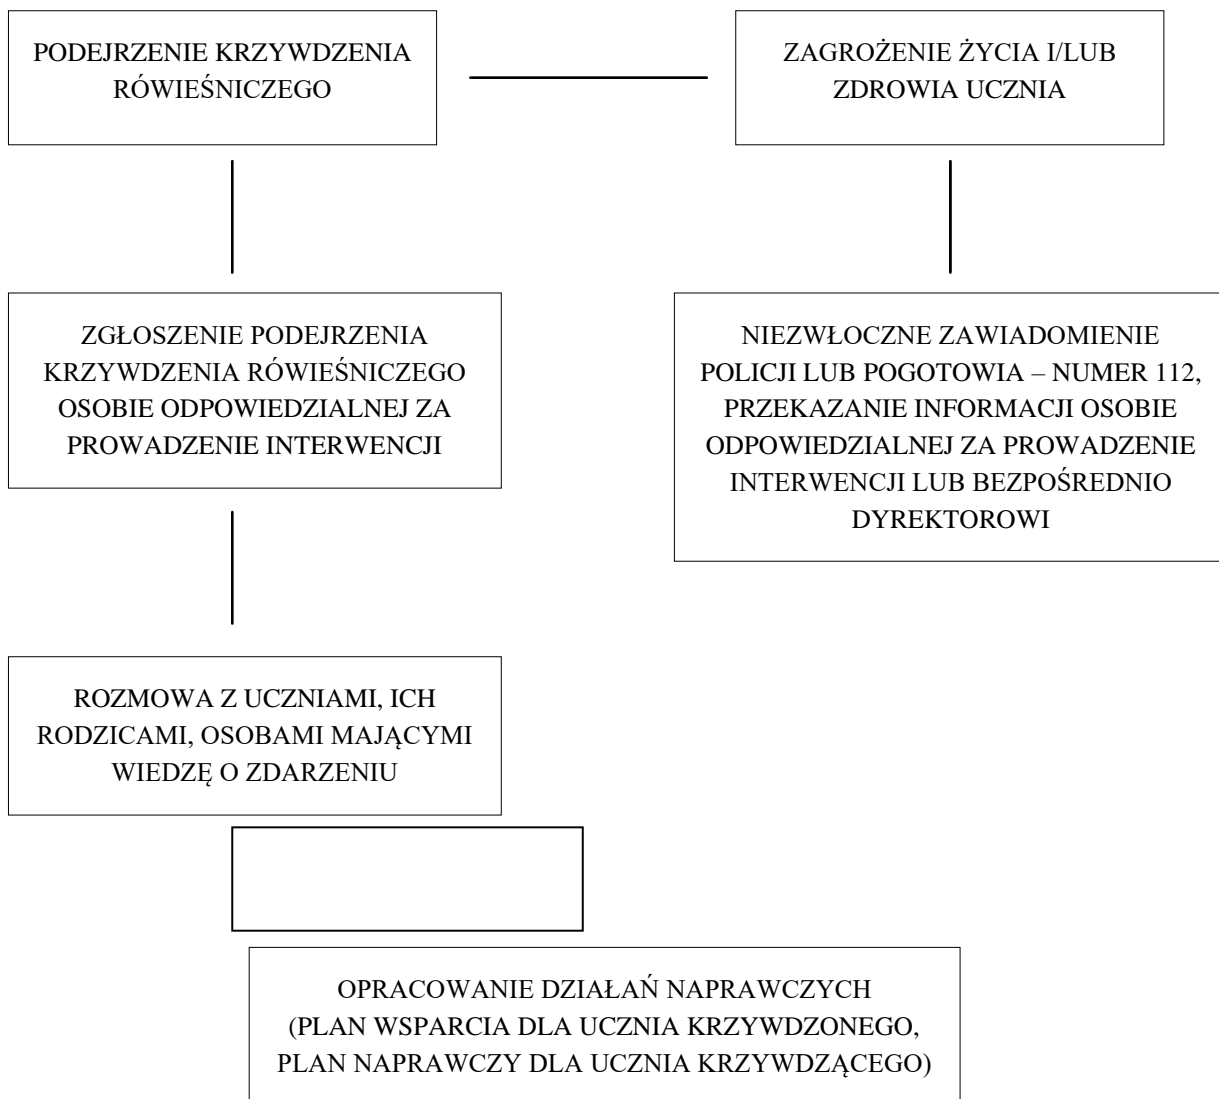 PODEJRZENIE KRZYWDZENIA
RÓWIEŚNICZEGO
ZAGROŻENIE ŻYCIA I/LUB
ZDROWIA UCZNIA
ZGŁOSZENIE PODEJRZENIA
KRZYWDZENIA RÓWIEŚNICZEGO
OSOBIE ODPOWIEDZIALNEJ ZA
PROWADZENIE INTERWENCJI
NIEZWŁOCZNE ZAWIADOMIENIE
POLICJI LUB POGOTOWIA – NUMER 112,
PRZEKAZANIE INFORMACJI OSOBIE
ODPOWIEDZIALNEJ ZA PROWADZENIE
INTERWENCJI LUB BEZPOŚREDNIO
DYREKTOROWI
ROZMOWA Z UCZNIAMI, ICH
RODZICAMI, OSOBAMI MAJĄCYMI
WIEDZĘ O ZDARZENIU
OPRACOWANIE DZIAŁAŃ NAPRAWCZYCH
(PLAN WSPARCIA DLA UCZNIA KRZYWDZONEGO,
PLAN NAPRAWCZY DLA UCZNIA KRZYWDZĄCEGO)